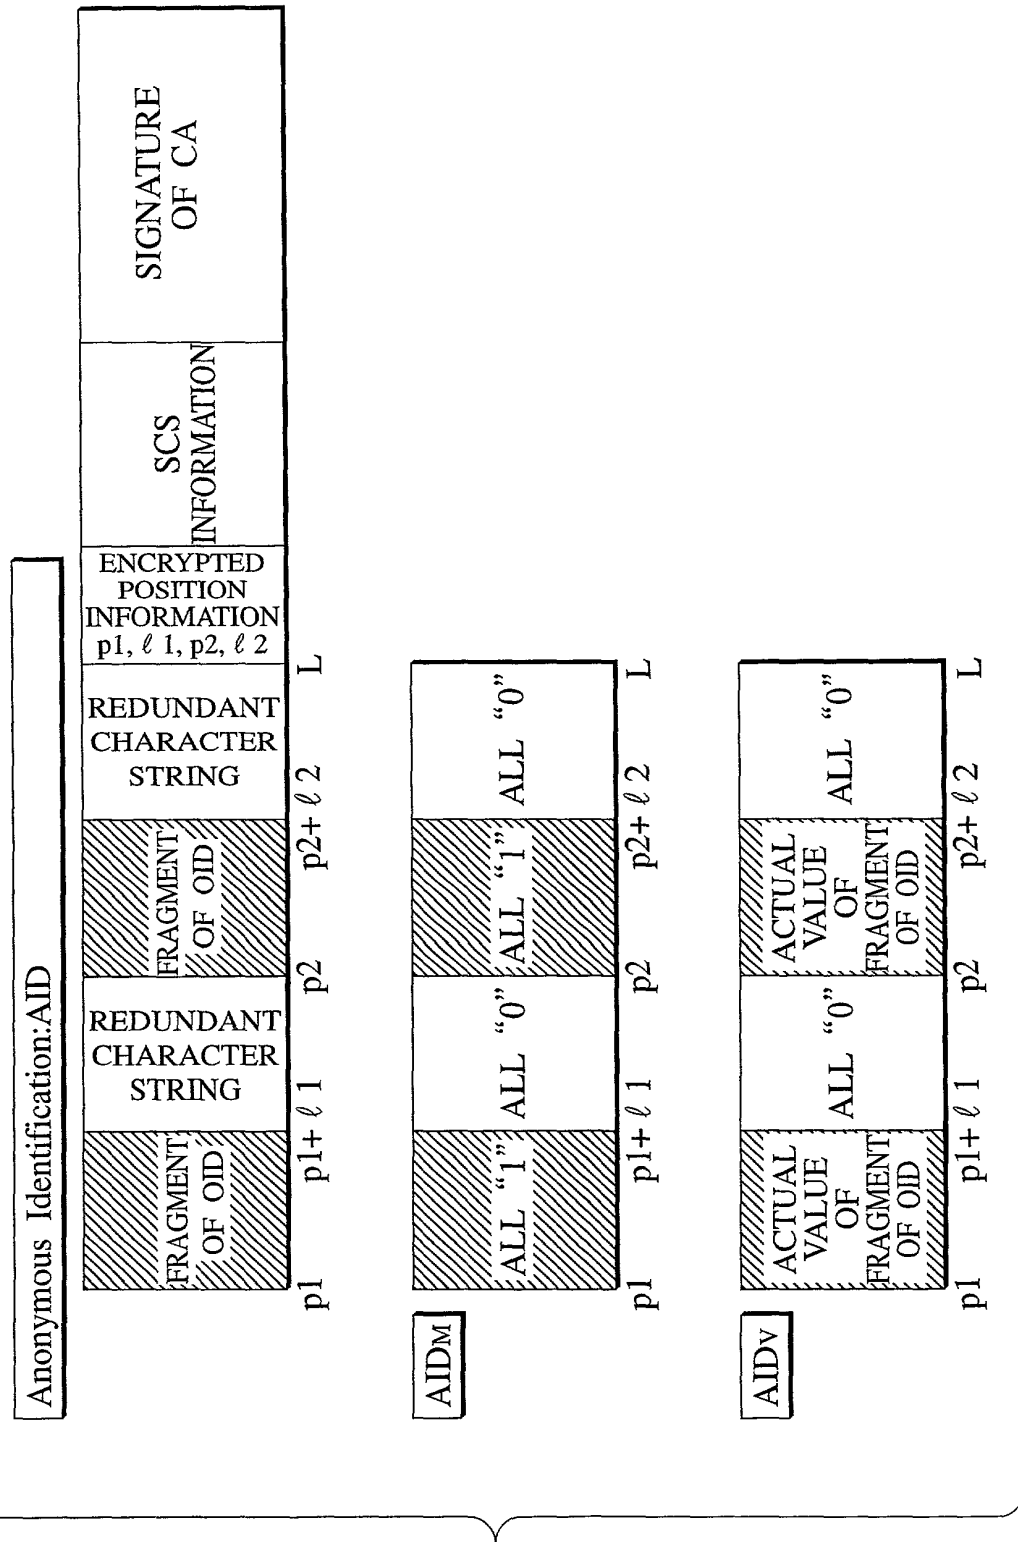 Anonymous Identification:AID
FRAGMENT
OF OID
REDUNDANT
CHARACTER
STRING
FRAGMENT
OF OID
REDUNDANT
CHARACTER
STRING
ENCRYPTED
POSITION
INFORMATION
p1, ℓ 1, p2, ℓ 2
SCS
INFORMATION
SIGNATURE
OF CA
p1
p1+ ℓ 1
p2
p2+ ℓ 2
L
AIDM
ALL “1”
ALL “0”
ALL “1”
ALL “0”
p1
p1+ ℓ 1
p2
p2+ ℓ 2
L
AIDV
ACTUAL
VALUE
OF
FRAGMENT
OF OID
ALL “0”
ACTUAL
VALUE
OF
FRAGMENT
OF OID
ALL “0”
p1
p1+ ℓ 1
p2
p2+ ℓ 2
L